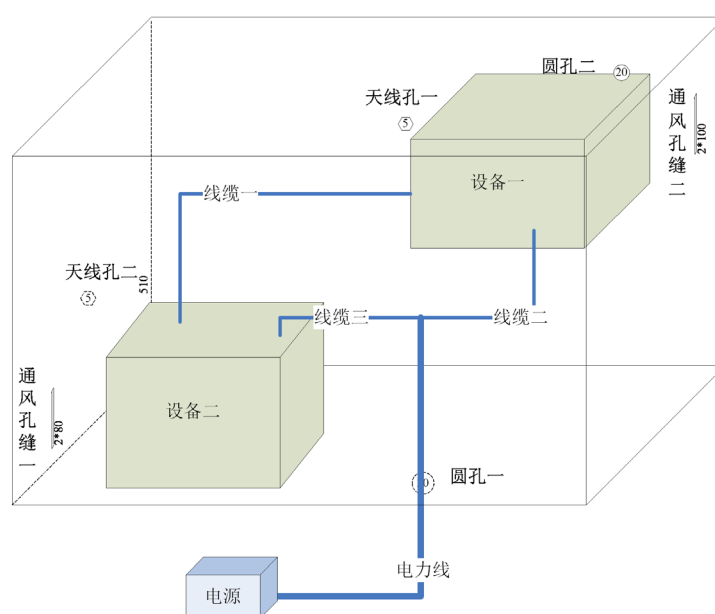 圆孔二
20
天线孔一
5
通风孔缝二
2*100
设备一
线缆一
天线孔二
5
510
线缆三
线缆二
通风孔缝一
2*80
设备二
圆孔一
电力线
电源